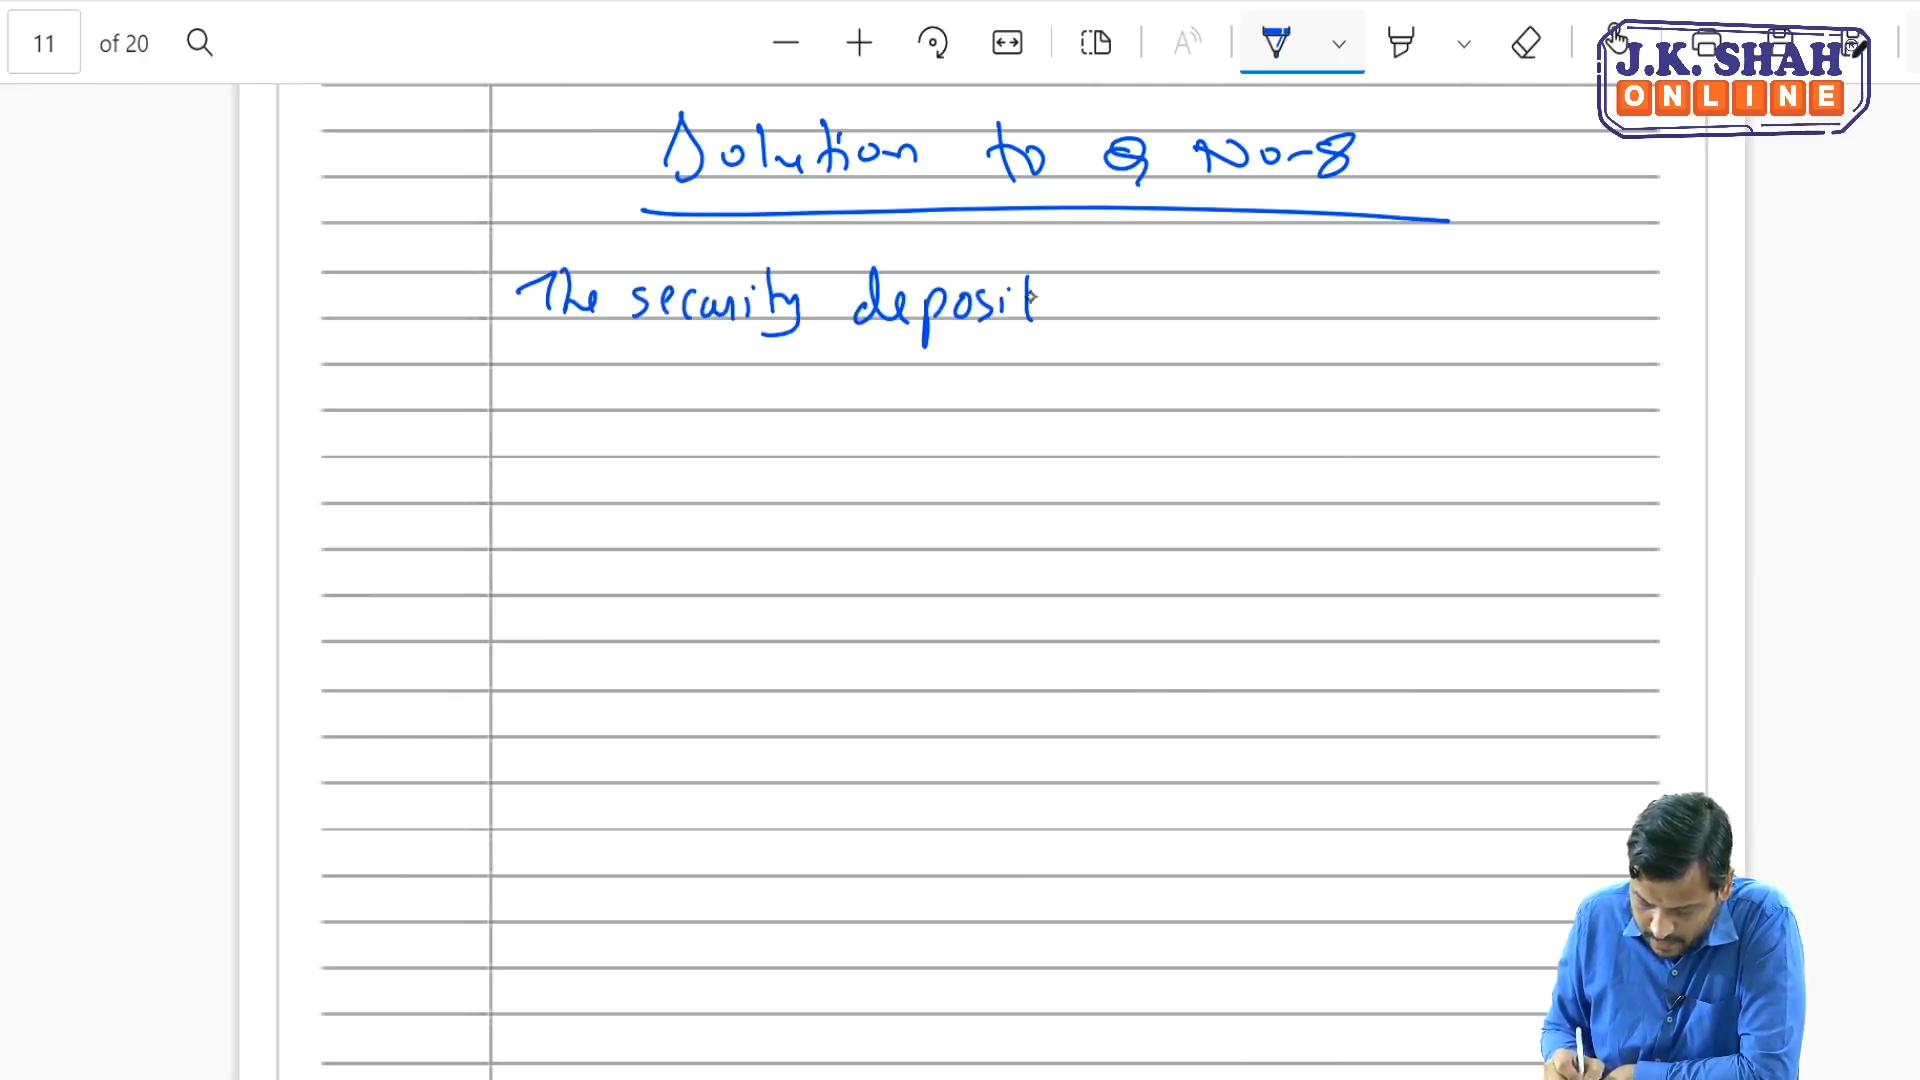 11 of 20
J.K. SHAH
ONLINE
Solution to Q No-8
The security deposit